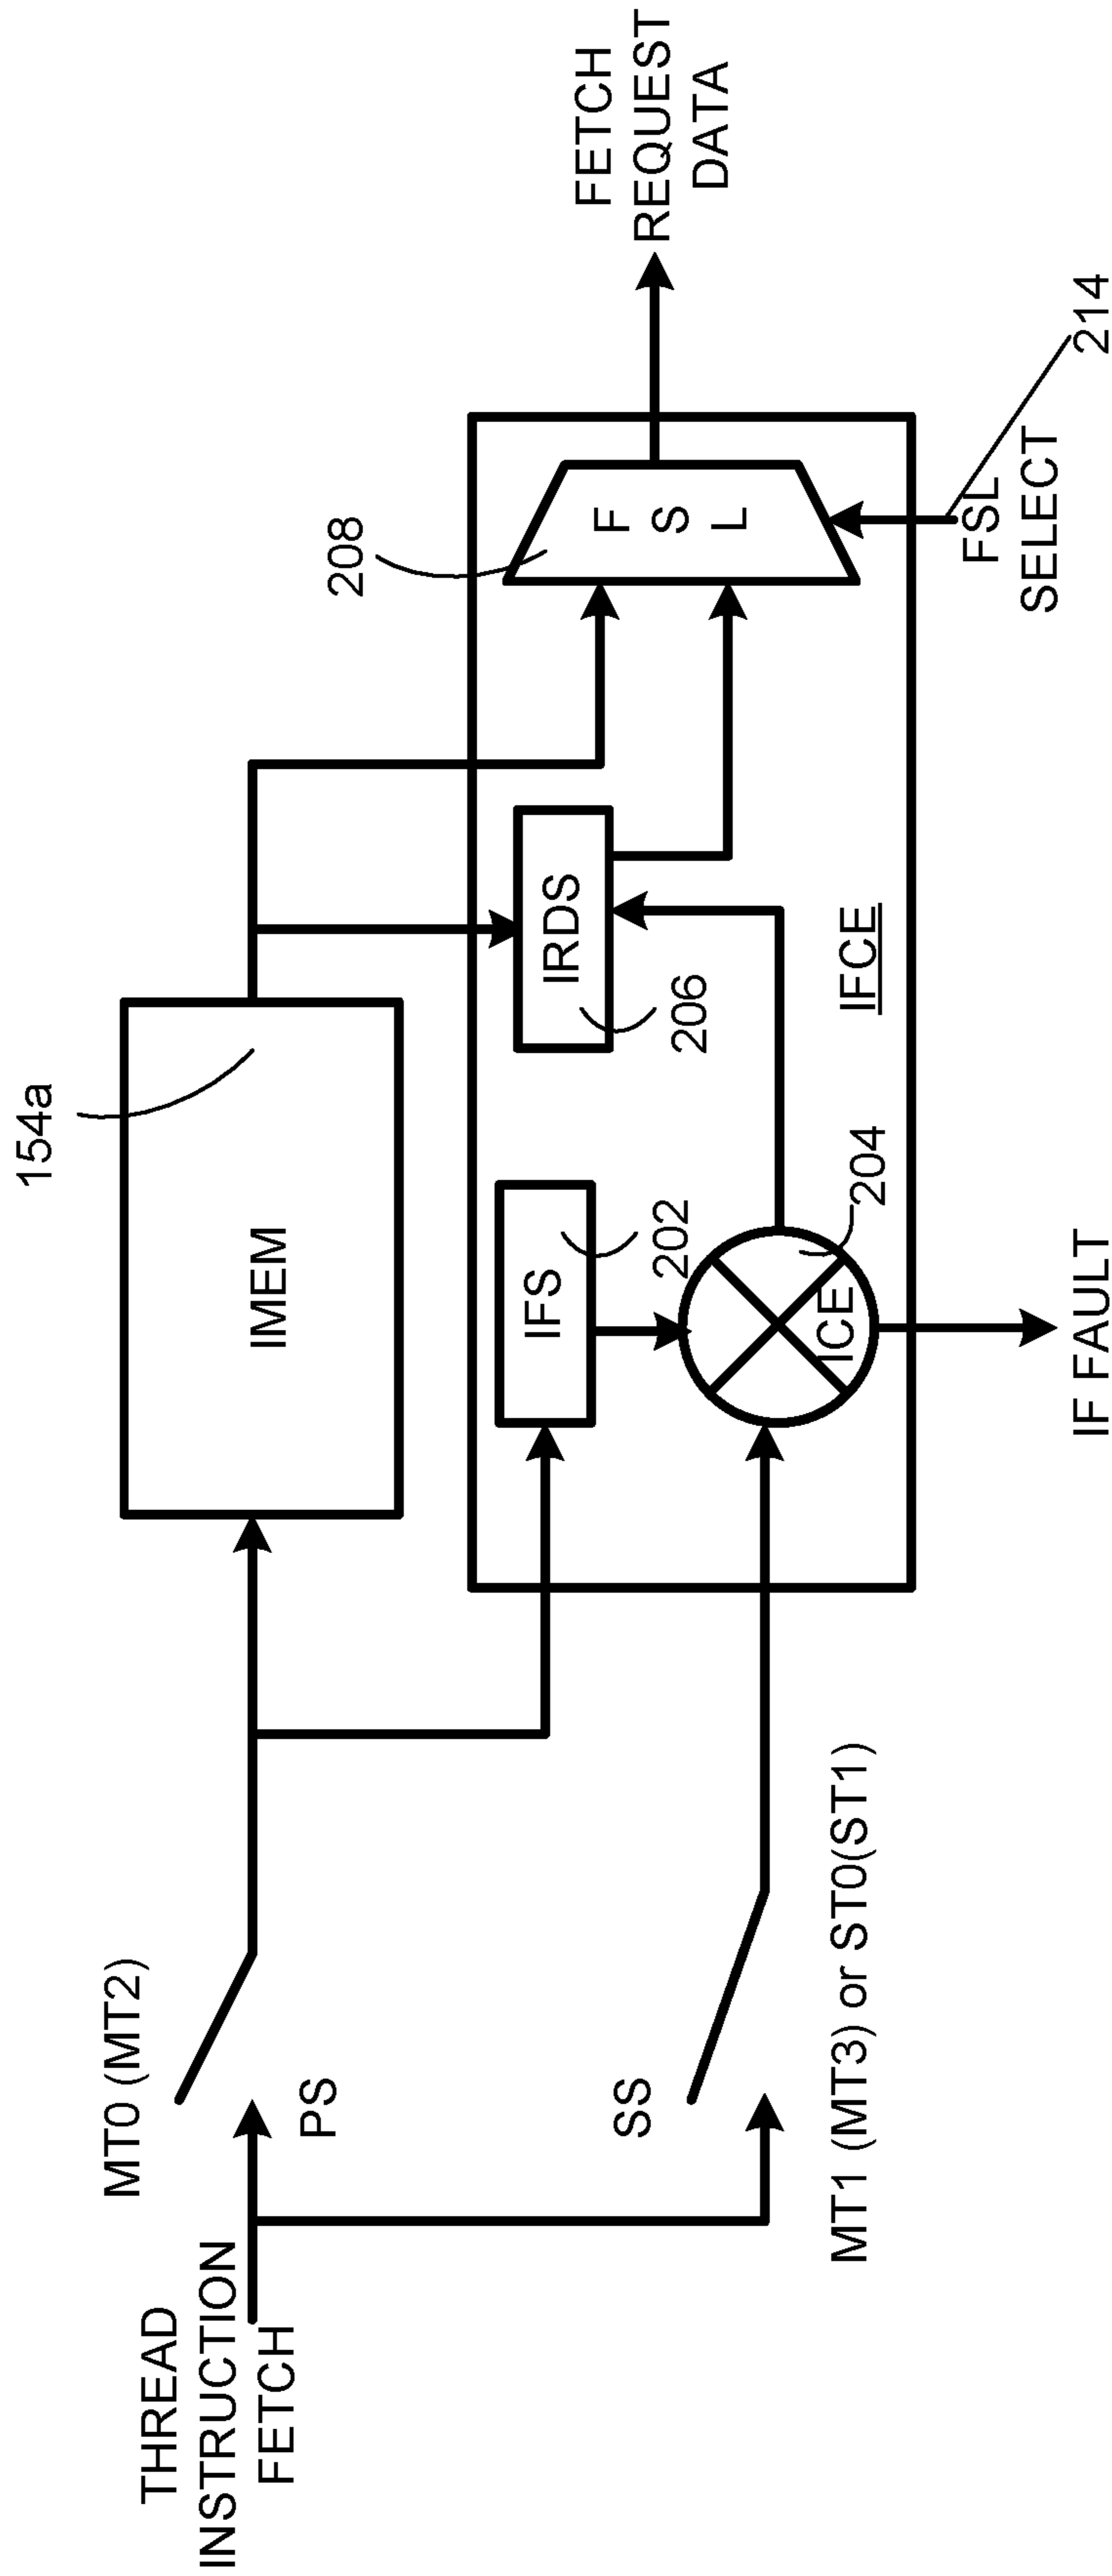 THREAD
INSTRUCTION
FETCH
MT0 (MT2)
PS
SS
MT1 (MT3) or ST0(ST1)
IMEM
154a
IFS
202
ICE
204
IF FAULT
IRDS
206
IFCE
208
F
S
L
FSL
SELECT
214
FETCH
REQUEST
DATA